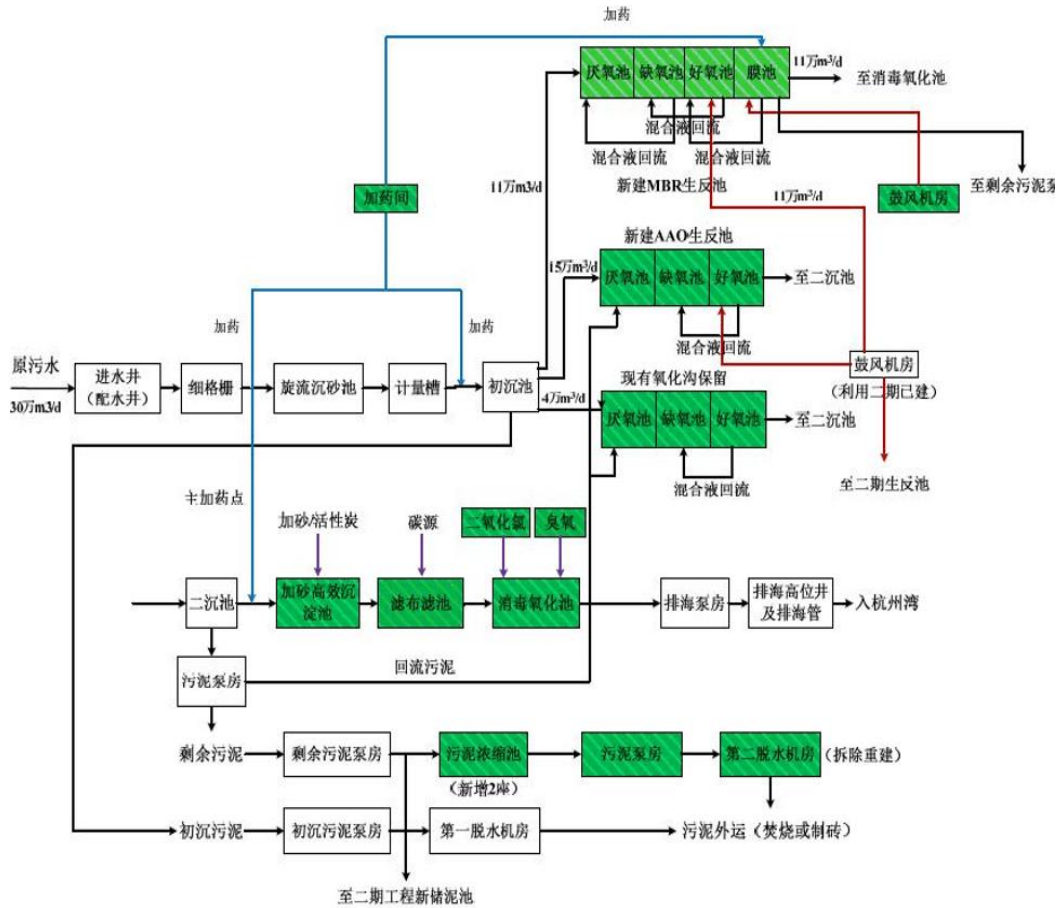 加药
厌氧池
缺氧池
好氧池
膜池
11万m³/d
至消毒氧化池
混合液回流
混合液回流
混合液回流
新建MBR生反池
11万m3/d
11万m³/d
鼓风机房
至剩余污泥泵
加药间
新建AAO生反池
15万m³/d
厌氧池
缺氧池
好氧池
至二沉池
混合液回流
加药
加药
原污水
30万m3/d
进水井
(配水井)
细格栅
旋流沉砂池
计量槽
初沉池
鼓风机房
(利用二期已建)
现有氧化沟保留
4万m³/d
厌氧池
缺氧池
好氧池
至二沉池
混合液回流
至二期生反池
主加药点
加砂/活性炭
碳源
二氧化氯
臭氧
二沉池
加砂高效沉
淀池
滤布滤池
消毒氧化池
排海泵房
排海高位井
及排海管
入杭州湾
污泥泵房
回流污泥
剩余污泥
剩余污泥泵房
污泥浓缩池
(新增2座)
污泥泵房
第二脱水机房
(拆除重建)
初沉污泥
初沉污泥泵房
第一脱水机房
污泥外运(焚烧或制砖)
至二期工程新储泥池